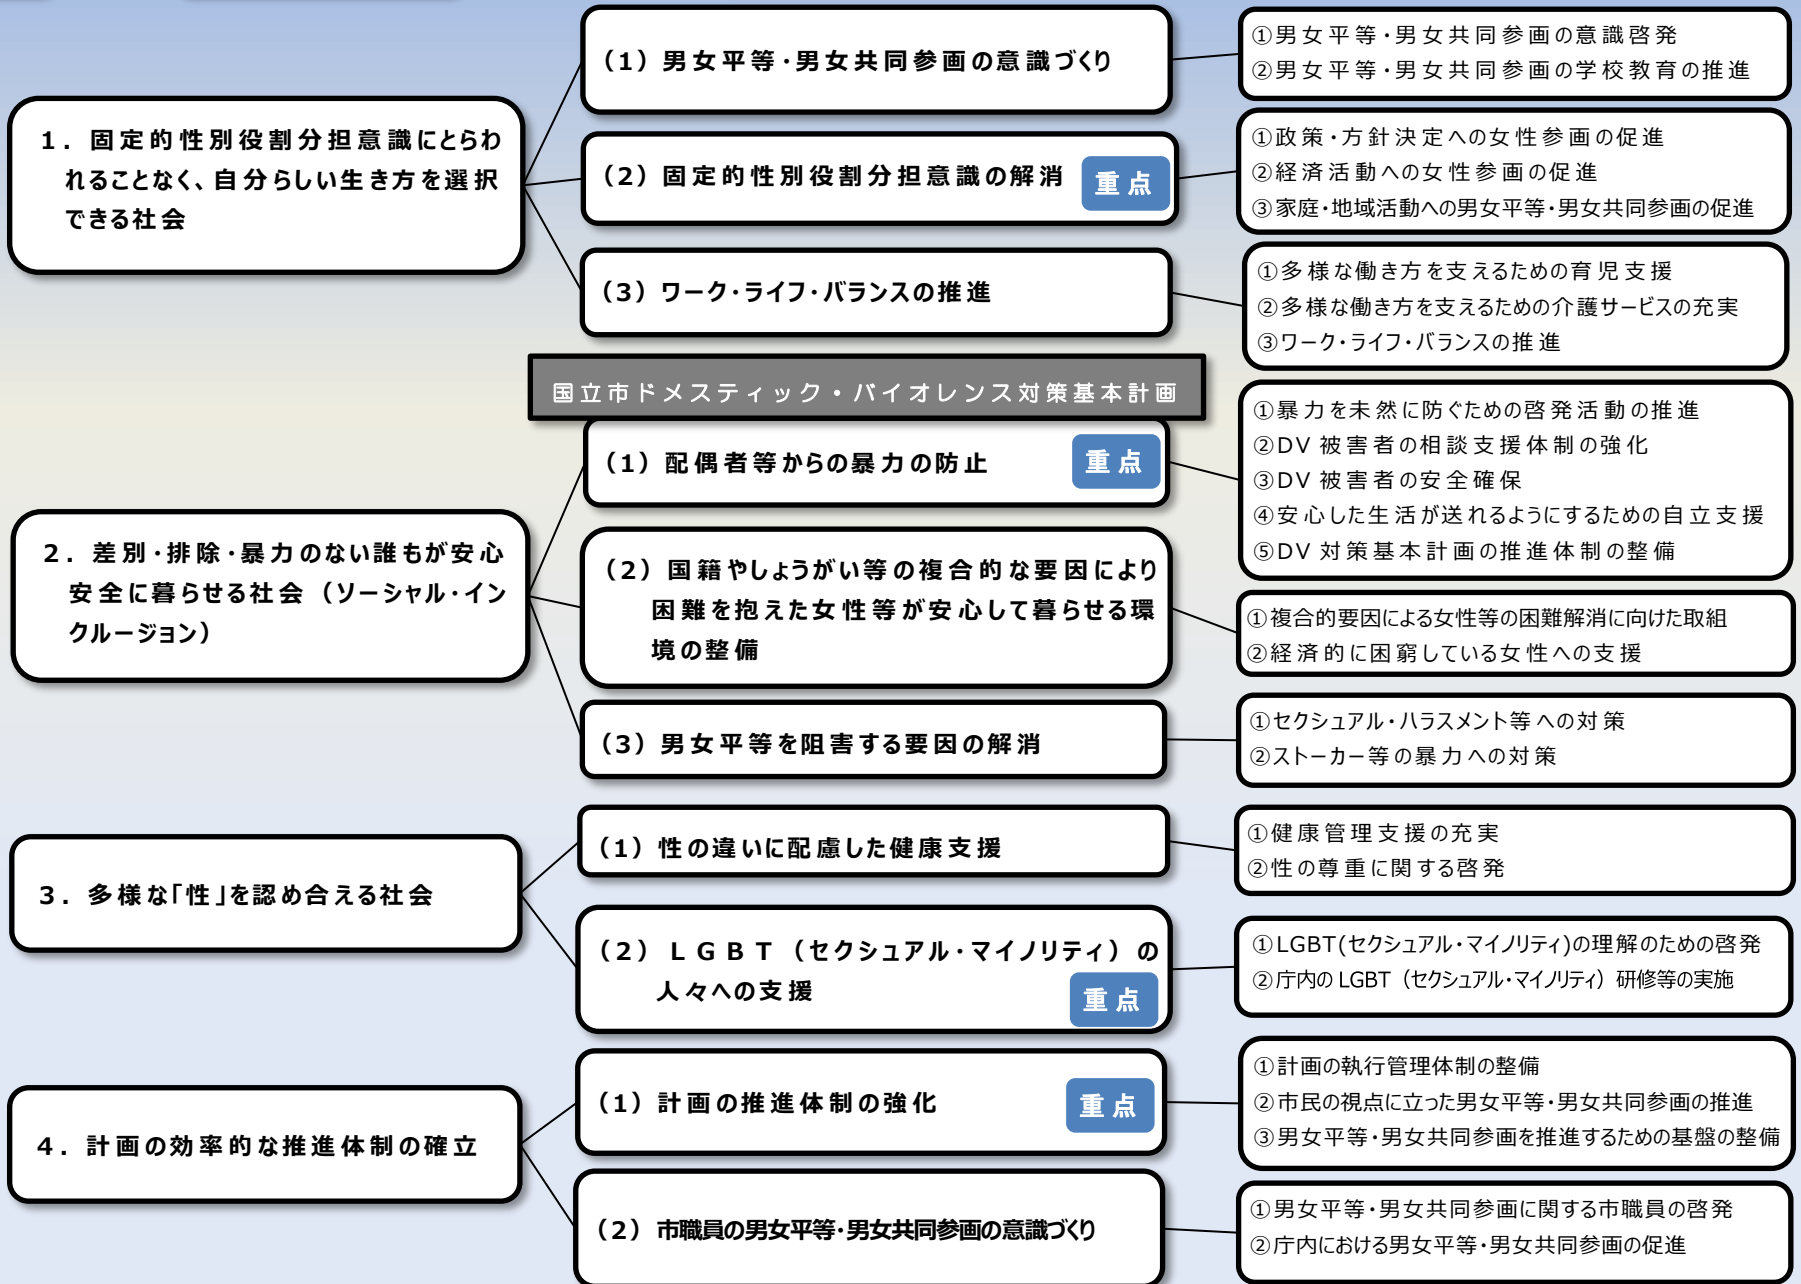 1. 固定的性別役割分担意識にとらわ
れることなく、自分らしい生き方を選択
できる社会
(1) 男女平等・男女共同参画の意識づくり
①男女平等・男女共同参画の意識啓発
②男女平等・男女共同参画の学校教育の推進
(2) 固定的性別役割分担意識の解消
重点
①政策・方針決定への女性参画の促進
②経済活動への女性参画の促進
③家庭・地域活動への男女平等・男女共同参画の促進
(3) ワーク・ライフ・バランスの推進
①多様な働き方を支えるための育児支援
②多様な働き方を支えるための介護サービスの充実
③ワーク・ライフ・バランスの推進
国立市ドメスティック・バイオレンス対策基本計画
2. 差別・排除・暴力のない誰もが安心
安全に暮らせる社会 (ソーシャル・イン
クルージョン)
(1) 配偶者等からの暴力の防止
重点
①暴力を未然に防ぐための啓発活動の推進
②DV 被害者の相談支援体制の強化
③DV 被害者の安全確保
④安心した生活が送れるようにするための自立支援
⑤DV 対策基本計画の推進体制の整備
(2) 国籍やしょうがい等の複合的な要因により
困難を抱えた女性等が安心して暮らせる環
境の整備
①複合的要因による女性等の困難解消に向けた取組
②経済的に困窮している女性への支援
(3) 男女平等を阻害する要因の解消
①セクシュアル・ハラスメント等への対策
②ストーカー等の暴力への対策
3. 多様な「性」を認め合える社会
(1) 性の違いに配慮した健康支援
①健康管理支援の充実
②性の尊重に関する啓発
(2) LGBT (セクシュアル・マイノリティ) の
人々への支援
重点
①LGBT(セクシュアル・マイノリティ)の理解のための啓発
②庁内の LGBT (セクシュアル・マイノリティ) 研修等の実施
4. 計画の効率的な推進体制の確立
(1) 計画の推進体制の強化
重点
①計画の執行管理体制の整備
②市民の視点に立った男女平等・男女共同参画の推進
③男女平等・男女共同参画を推進するための基盤の整備
(2) 市職員の男女平等・男女共同参画の意識づくり
①男女平等・男女共同参画に関する市職員の啓発
②庁内における男女平等・男女共同参画の促進